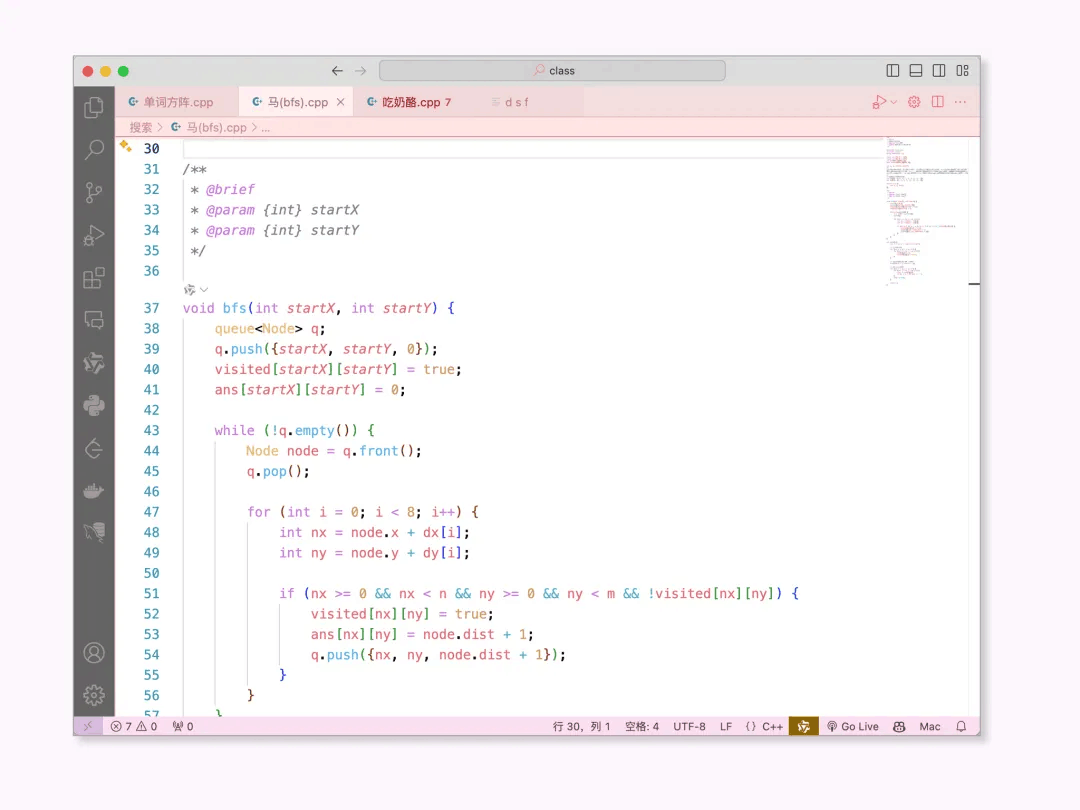 class
单词方阵.cpp 马(bfs).cpp 吃奶酪.cpp 7 d s f
搜索 > 马(bfs).cpp > ...
30
31 /**
32 * @brief
33 * @param {int} startX
34 * @param {int} startY
35 */
36
37 void bfs(int startX, int startY) {
38 queue<Node> q;
39 q.push({startX, startY, 0});
40 visited[startX][startY] = true;
41 ans[startX][startY] = 0;
42
43 while (!q.empty()) {
44 Node node = q.front();
45 q.pop();
46
47 for (int i = 0; i < 8; i++) {
48 int nx = node.x + dx[i];
49 int ny = node.y + dy[i];
50
51 if (nx >= 0 && nx < n && ny >= 0 && ny < m && !visited[nx][ny]) {
52 visited[nx][ny] = true;
53 ans[nx][ny] = node.dist + 1;
54 q.push({nx, ny, node.dist + 1});
55 }
56 }
57 }
7 0 0 行 30, 列 1 空格: 4 UTF-8 LF {} C++ Go Live Mac